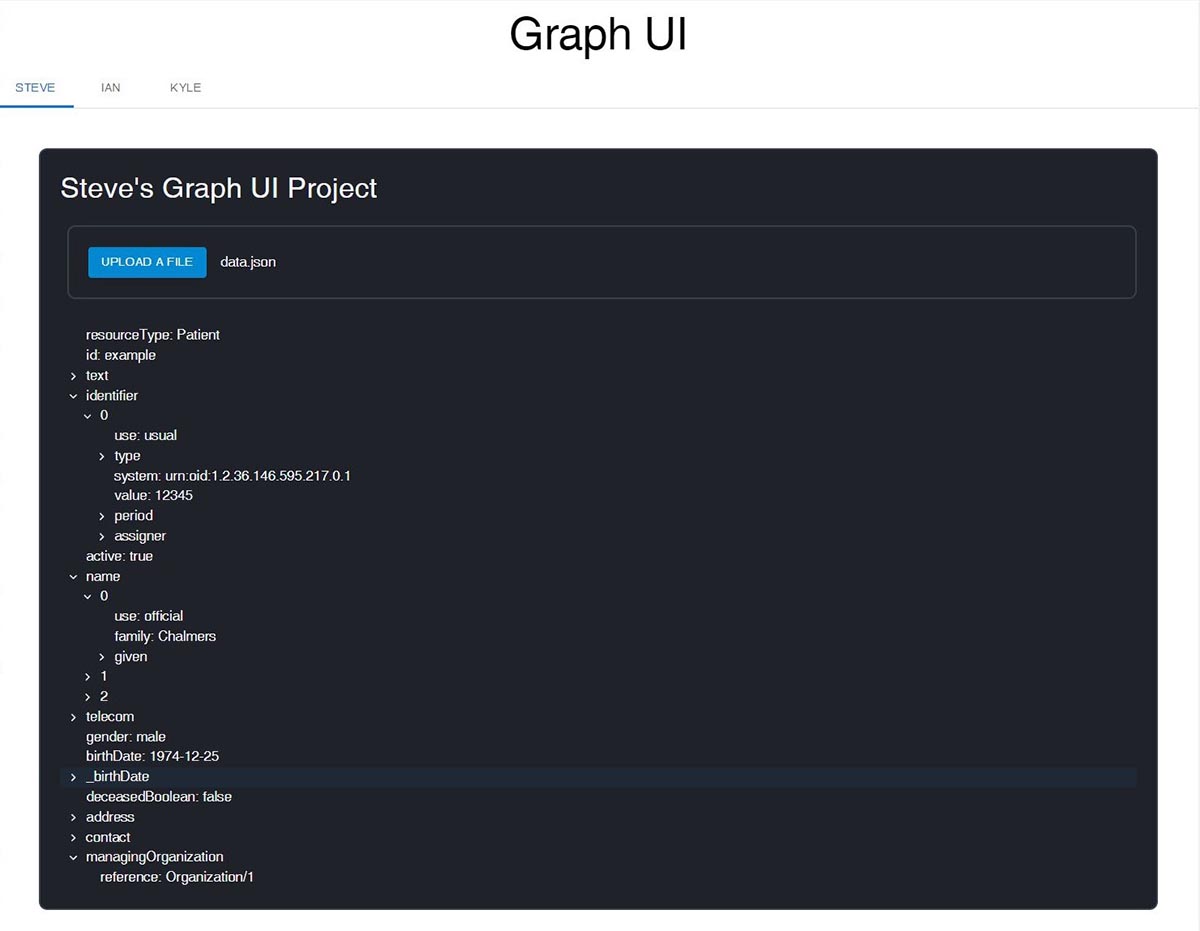 Graph UI
STEVE IAN KYLE
Steve's Graph UI Project
UPLOAD A FILE data.json
resourceType: Patient
id: example
text
identifier
0
use: usual
type
system: urn:oid:1.2.36.146.595.217.0.1
value: 12345
period
assigner
active: true
name
0
use: official
family: Chalmers
given
1
2
telecom
gender: male
birthDate: 1974-12-25
_birthDate
deceasedBoolean: false
address
contact
managingOrganization
reference: Organization/1